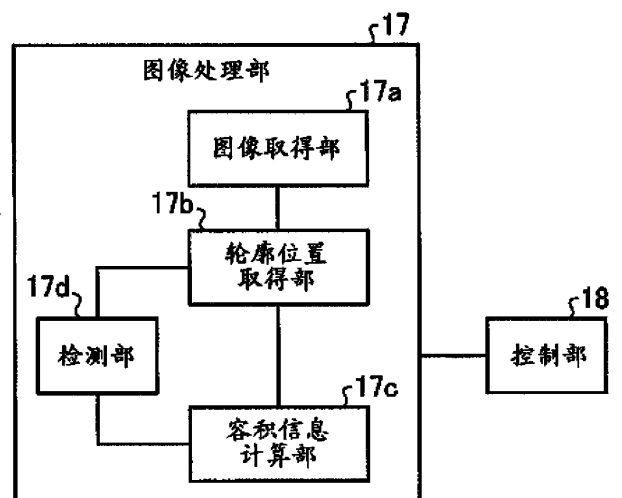 17
图像处理部
17a
图像取得部
17b
轮廓位置
取得部
17d
检测部
18
控制部
17c
容积信息
计算部